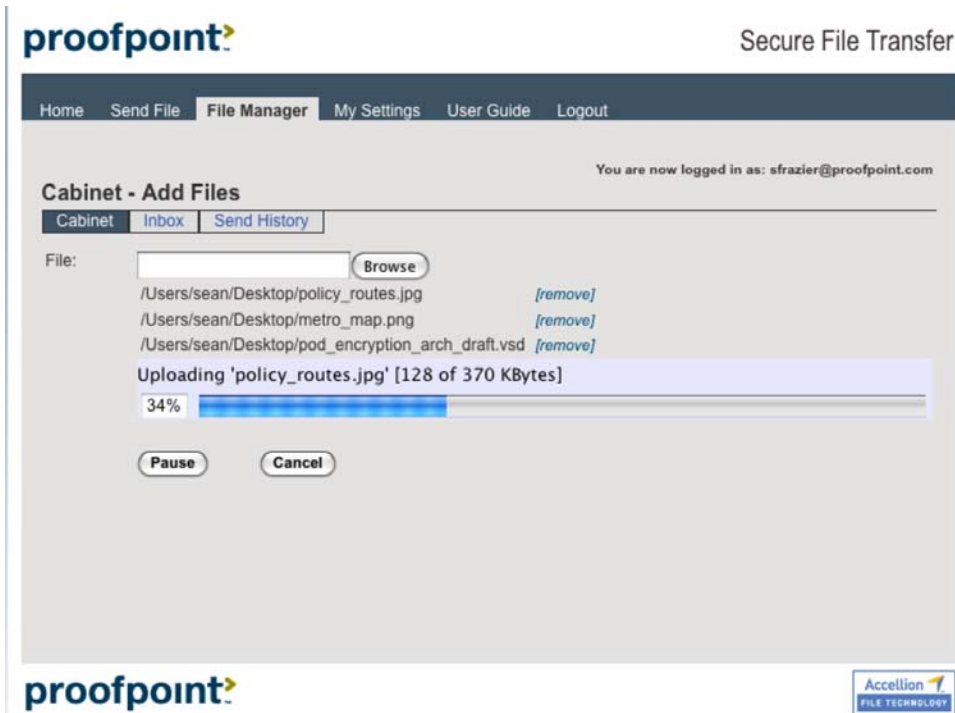 proofpoint
Secure File Transfer
Home Send File File Manager My Settings User Guide Logout
You are now logged in as: sfrazier@proofpoint.com
Cabinet - Add Files
Cabinet Inbox Send History
File: Browse
/Users/sean/Desktop/policy_routes.jpg [remove]
/Users/sean/Desktop/metro_map.png [remove]
/Users/sean/Desktop/pod_encryption_arch_draft.vsd [remove]
Uploading 'policy_routes.jpg' [128 of 370 KBytes]
34%
Pause Cancel
proofpoint
Accellion
FILE TECHNOLOGY